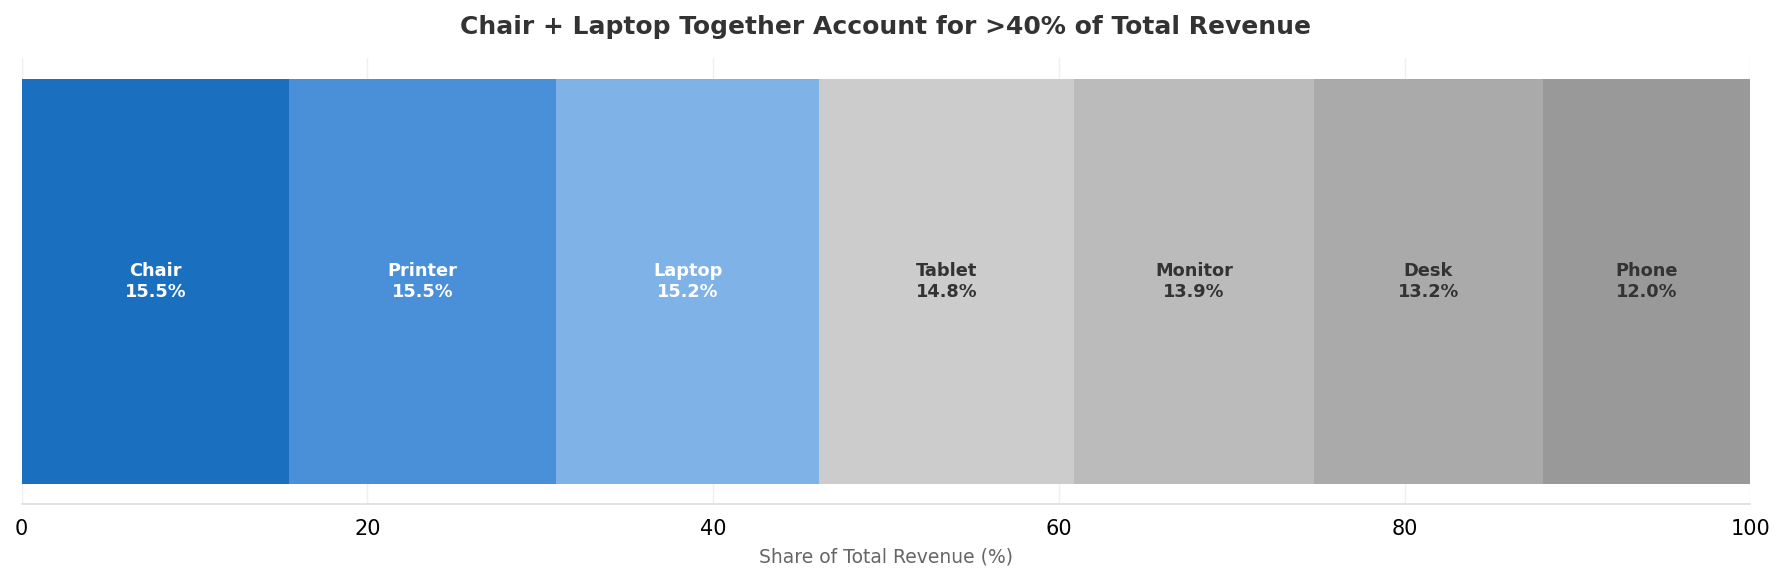 Chair + Laptop Together Account for >40% of Total Revenue
Chair
15.5%
Printer
15.5%
Laptop
15.2%
Tablet
14.8%
Monitor
13.9%
Desk
13.2%
Phone
12.0%
0 20 40 60 80 100
Share of Total Revenue (%)